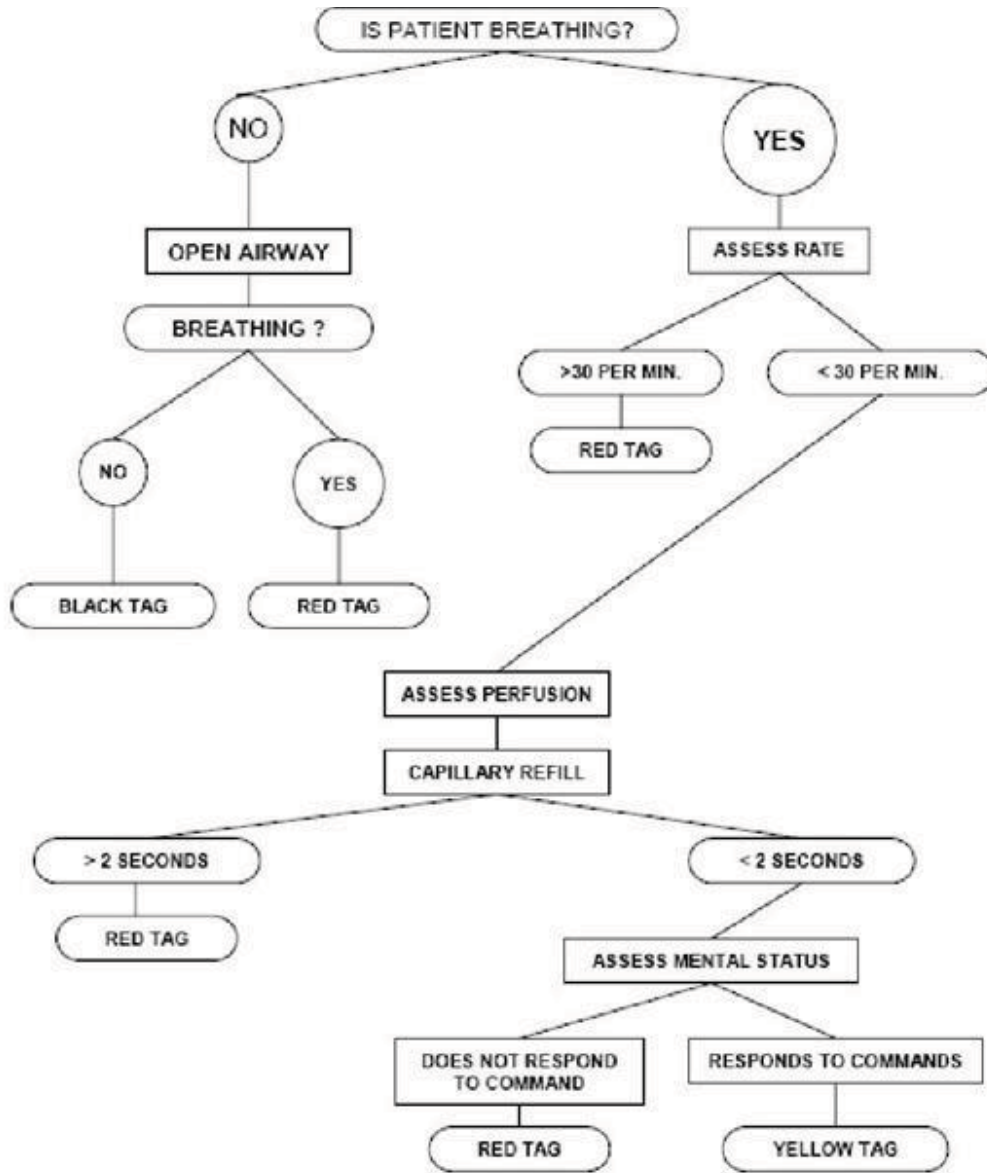 IS PATIENT BREATHING?
NO
YES
OPEN AIRWAY
ASSESS RATE
BREATHING ?
>30 PER MIN.
< 30 PER MIN.
RED TAG
NO
YES
BLACK TAG
RED TAG
ASSESS PERFUSION
CAPILLARY REFILL
> 2 SECONDS
< 2 SECONDS
RED TAG
ASSESS MENTAL STATUS
DOES NOT RESPOND
TO COMMAND
RESPONDS TO COMMANDS
RED TAG
YELLOW TAG